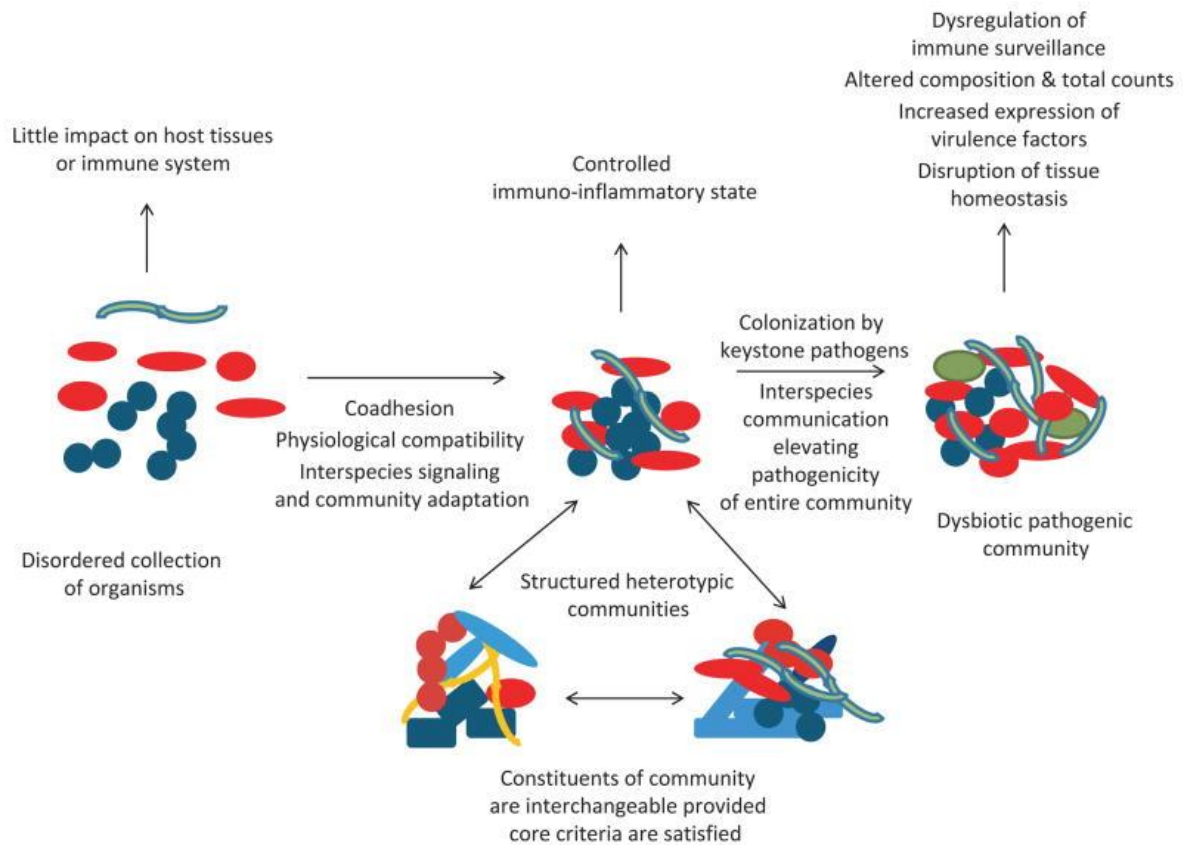 Little impact on host tissues
or immune system
Disordered collection
of organisms
Coadhesion
Physiological compatibility
Interspecies signaling
and community adaptation
Controlled
immuno-inflammatory state
Structured heterotypic
communities
Constituents of community
are interchangeable provided
core criteria are satisfied
Colonization by
keystone pathogens
Interspecies
communication
elevating
pathogenicity
of entire community
Dysregulation of
immune surveillance
Altered composition & total counts
Increased expression of
virulence factors
Disruption of tissue
homeostasis
Dysbiotic pathogenic
community